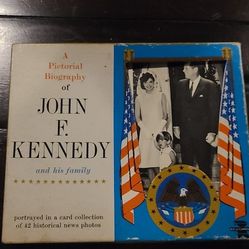 A
Pictorial
Biography
of
JOHN
F.
KENNEDY
and his family
portrayed in a card collection
of 42 historical news photos